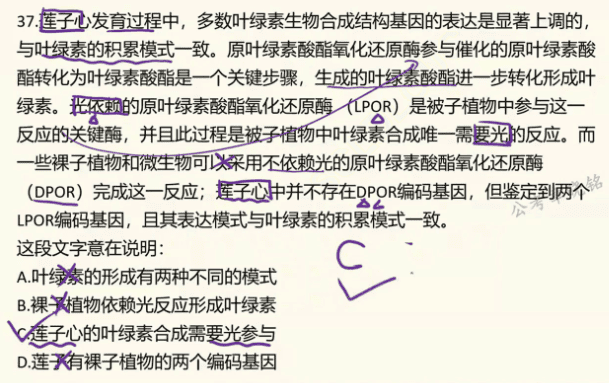 37.莲子心发育过程中，多数叶绿素生物合成结构基因的表达是显著上调的，
与叶绿素的积累模式一致。原叶绿素酸酯氧化还原酶参与催化的原叶绿素酸
酯转化为叶绿素酸酯是一个关键步骤，生成的叶绿素酸酯进一步转化形成叶
绿素。光依赖的原叶绿素酸酯氧化还原酶（LPOR）是被子植物中参与这一
反应的关键酶，并且此过程是被子植物中叶绿素合成唯一需要光的反应。而
一些裸子植物和微生物可以采用不依赖光的原叶绿素酸酯氧化还原酶
（DPOR）完成这一反应；莲子心中并不存在DPOR编码基因，但鉴定到两个
LPOR编码基因，且其表达模式与叶绿素的积累模式一致。
这段文字意在说明：
A.叶绿素的形成有两种不同的模式
B.裸子植物依赖光反应形成叶绿素
C.莲子心的叶绿素合成需要光参与
D.莲子有裸子植物的两个编码基因
C